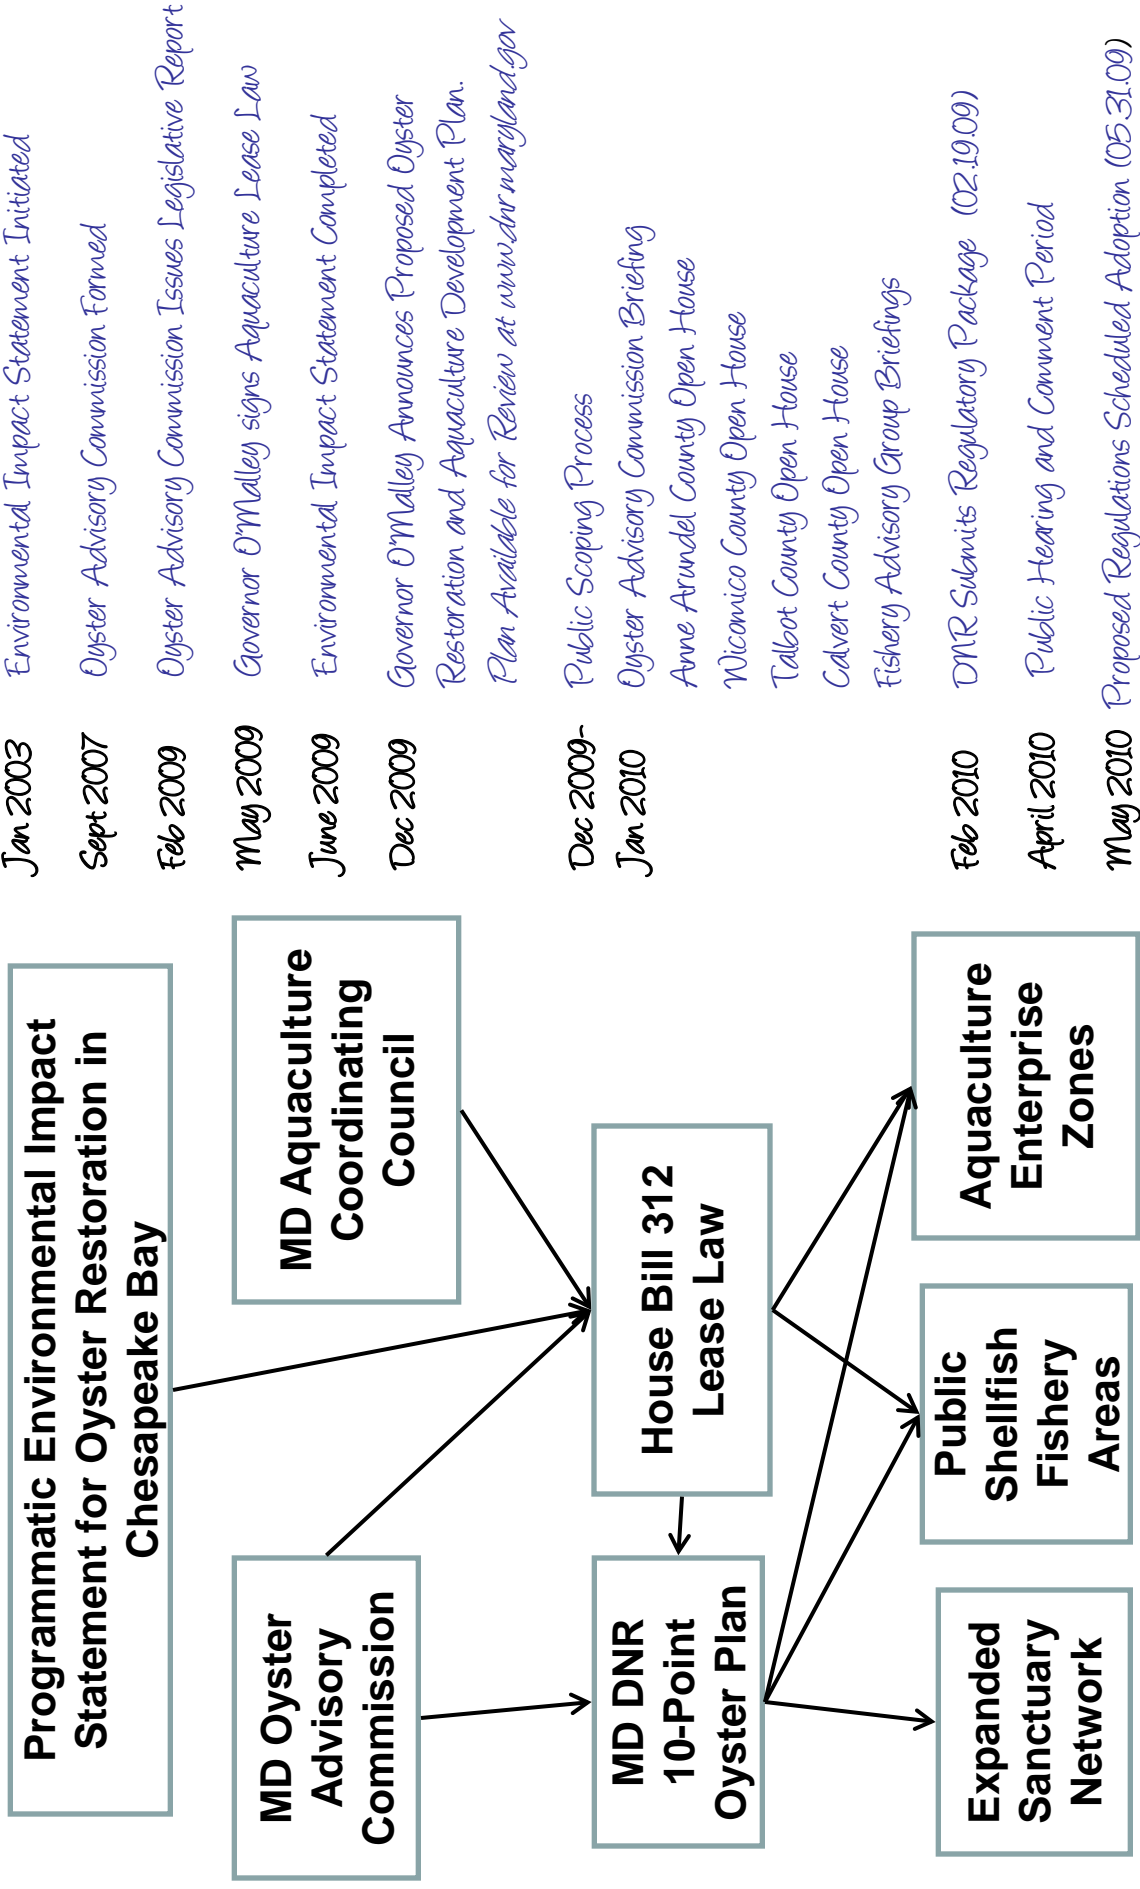 Programmatic Environmental Impact
Statement for Oyster Restoration in
Chesapeake Bay
MD Oyster
Advisory
Commission
MD Aquaculture
Coordinating
Council
MD DNR
10-Point
Oyster Plan
House Bill 312
Lease Law
Expanded
Sanctuary
Network
Public
Shellfish
Fishery
Areas
Aquaculture
Enterprise
Zones
Jan 2003 Environmental Impact Statement Initiated
Sept 2007 Oyster Advisory Commission Formed
Feb 2009 Oyster Advisory Commission Issues Legislative Report
May 2009 Governor O'Malley signs Aquaculture Lease Law
June 2009 Environmental Impact Statement Completed
Dec 2009 Governor O'Malley Announces Proposed Oyster
Restoration and Aquaculture Development Plan.
Plan Available for Review at www.dnr.maryland.gov
Dec 2009- Public Scoping Process
Jan 2010 Oyster Advisory Commission Briefing
Anne Arundel County Open House
Wicomico County Open House
Talbot County Open House
Calvert County Open House
Fishery Advisory Group Briefings
Feb 2010 DNR Submits Regulatory Package (02.19.09)
April 2010 Public Hearing and Comment Period
May 2010 Proposed Regulations Scheduled Adoption (05.31.09)